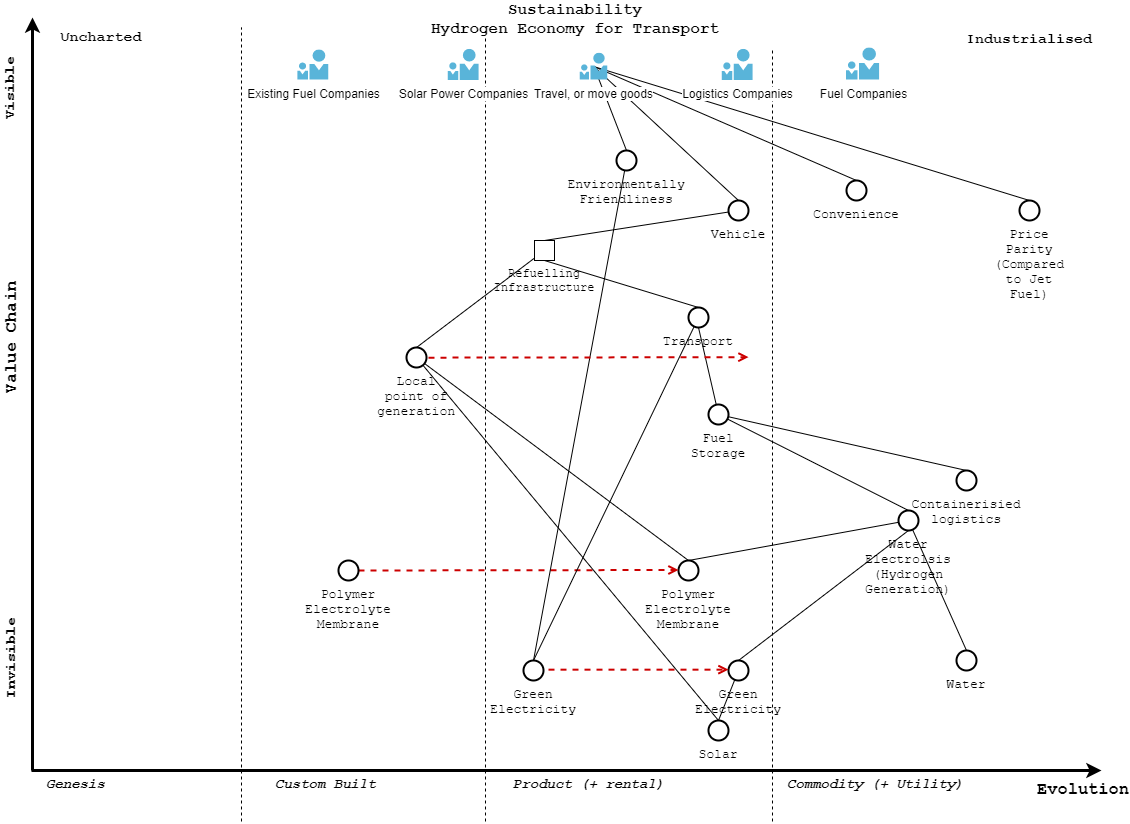 Sustainability
Hydrogen Economy for Transport
Uncharted
Industrialised
Visible
Existing Fuel Companies
Solar Power Companies
Travel, or move goods
Logistics Companies
Fuel Companies
Environmentally
Friendliness
Convenience
Vehicle
Price
Parity
(Compared
to Jet
Fuel)
Refuelling
Infrastructure
Value Chain
Transport
Local
point of
generation
Fuel
Storage
Containerisied
logistics
Water
Electrolsis
(Hydrogen
Generation)
Polymer
Electrolyte
Membrane
Polymer
Electrolyte
Membrane
Invisible
Green
Electricity
Green
Electricity
Water
Solar
Genesis
Custom Built
Product (+ rental)
Commodity (+ Utility)
Evolution